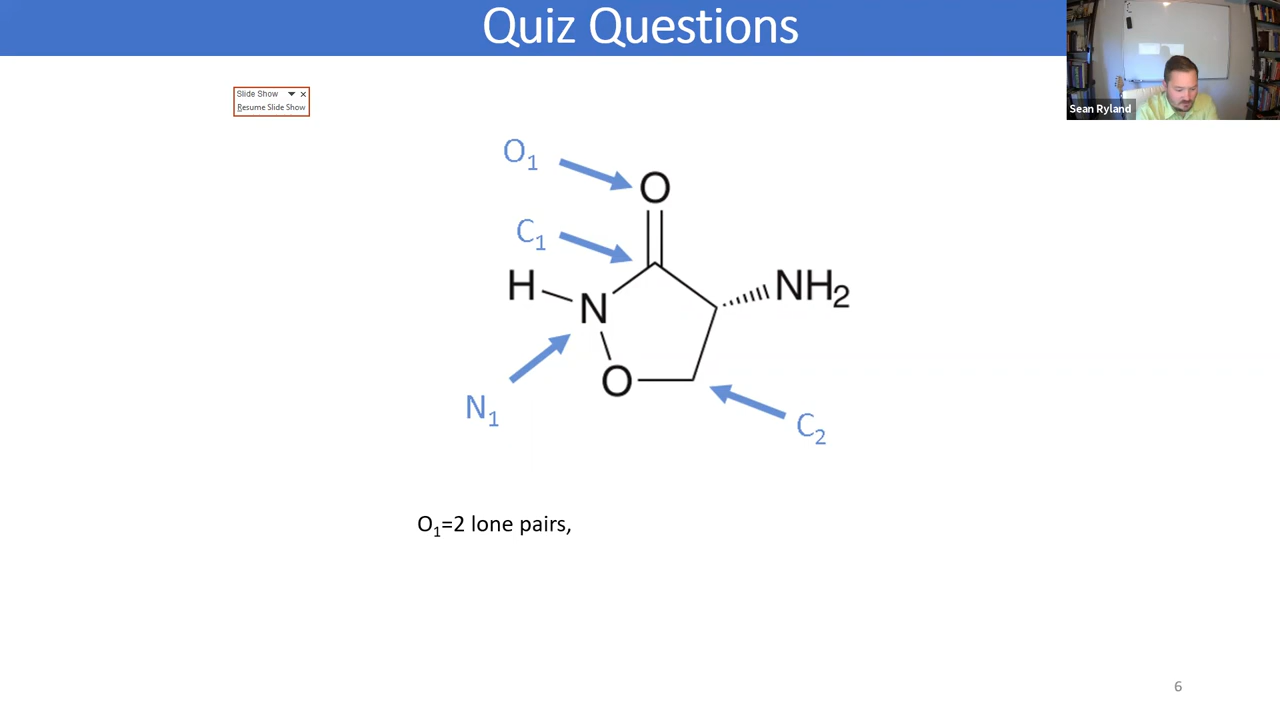 Quiz Questions
Sean Ryland
Slide Show
Resume Slide Show
O₁
O
C₁
H
N
NH₂
O
N₁
C₂
O₁=2 lone pairs,
6